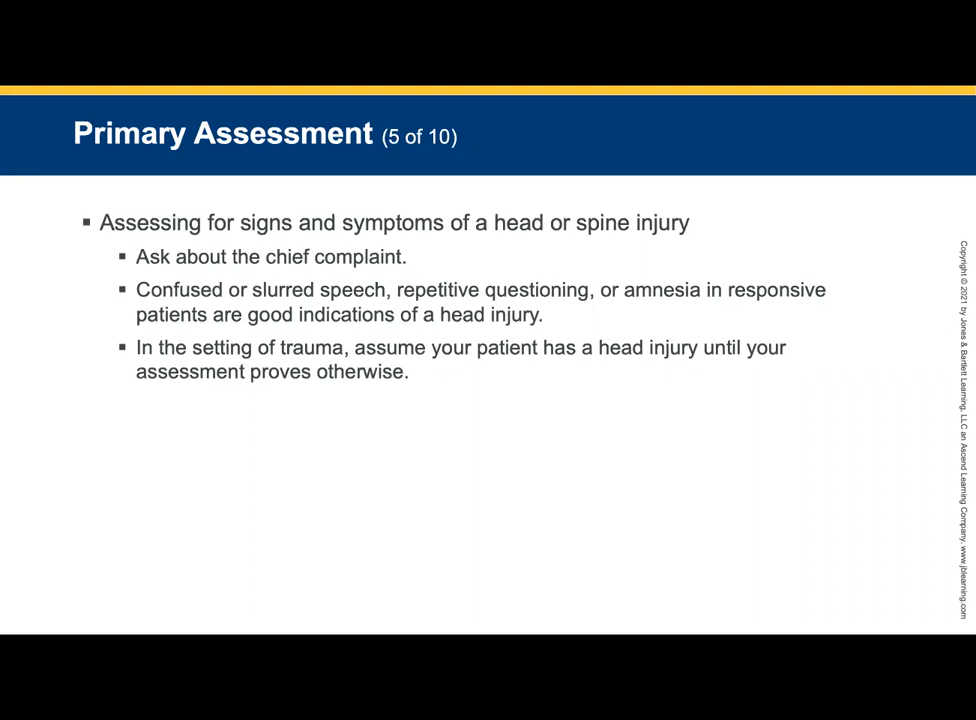 Primary Assessment (5 of 10)
▪ Assessing for signs and symptoms of a head or spine injury
▪ Ask about the chief complaint.
▪ Confused or slurred speech, repetitive questioning, or amnesia in responsive
patients are good indications of a head injury.
▪ In the setting of trauma, assume your patient has a head injury until your
assessment proves otherwise.
Copyright © 2021 by Jones & Bartlett Learning, LLC an Ascend Learning Company. www.jblearning.com